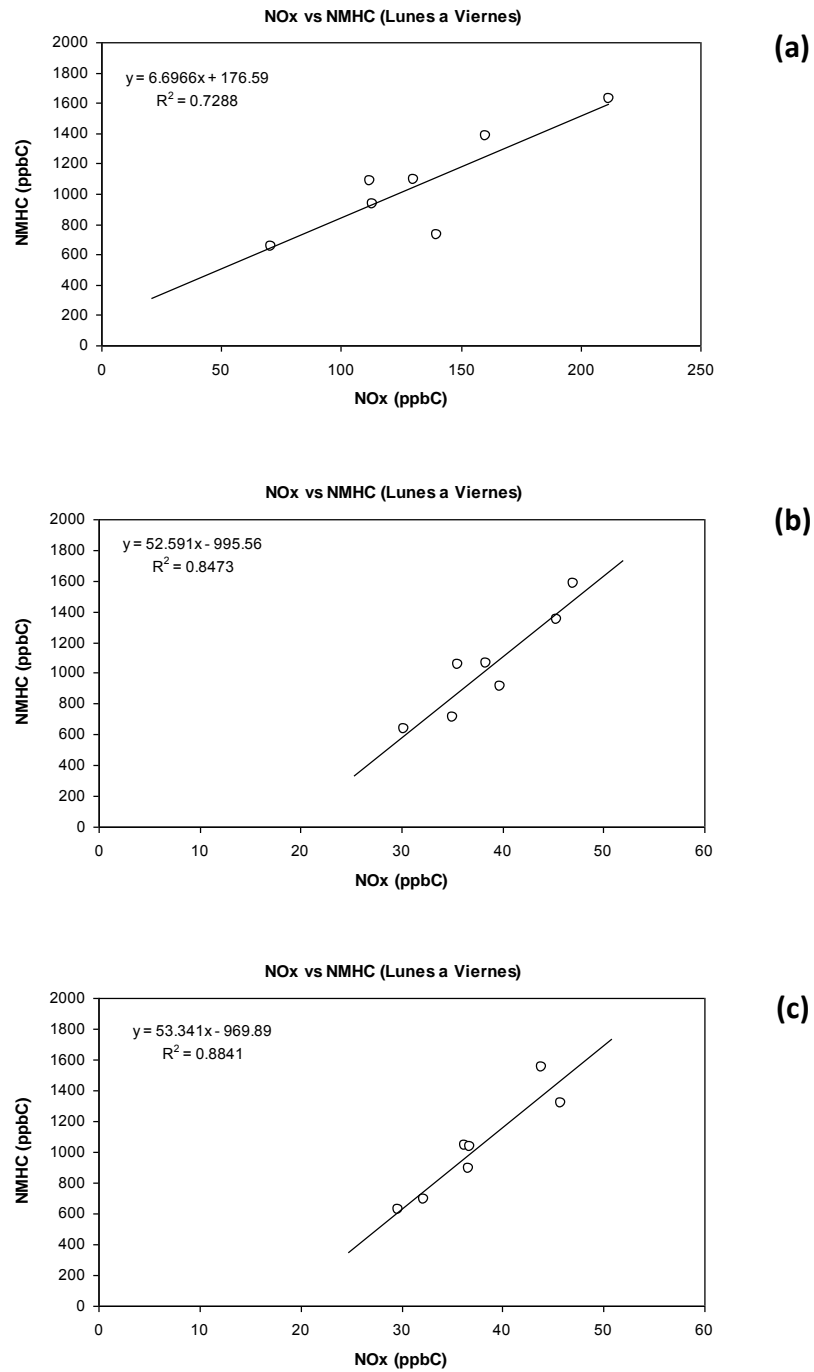 NOx vs NMHC (Lunes a Viernes)
(a)
y = 6.6966x + 176.59
R² = 0.7288
2000
1800
1600
1400
1200
1000
800
600
400
200
0
NMHC (ppbC)
0 50 100 150 200 250
NOx (ppbC)
NOx vs NMHC (Lunes a Viernes)
(b)
y = 52.591x - 995.56
R² = 0.8473
2000
1800
1600
1400
1200
1000
800
600
400
200
0
NMHC (ppbC)
0 10 20 30 40 50 60
NOx (ppbC)
NOx vs NMHC (Lunes a Viernes)
(c)
y = 53.341x - 969.89
R² = 0.8841
2000
1800
1600
1400
1200
1000
800
600
400
200
0
NMHC (ppbC)
0 10 20 30 40 50 60
NOx (ppbC)